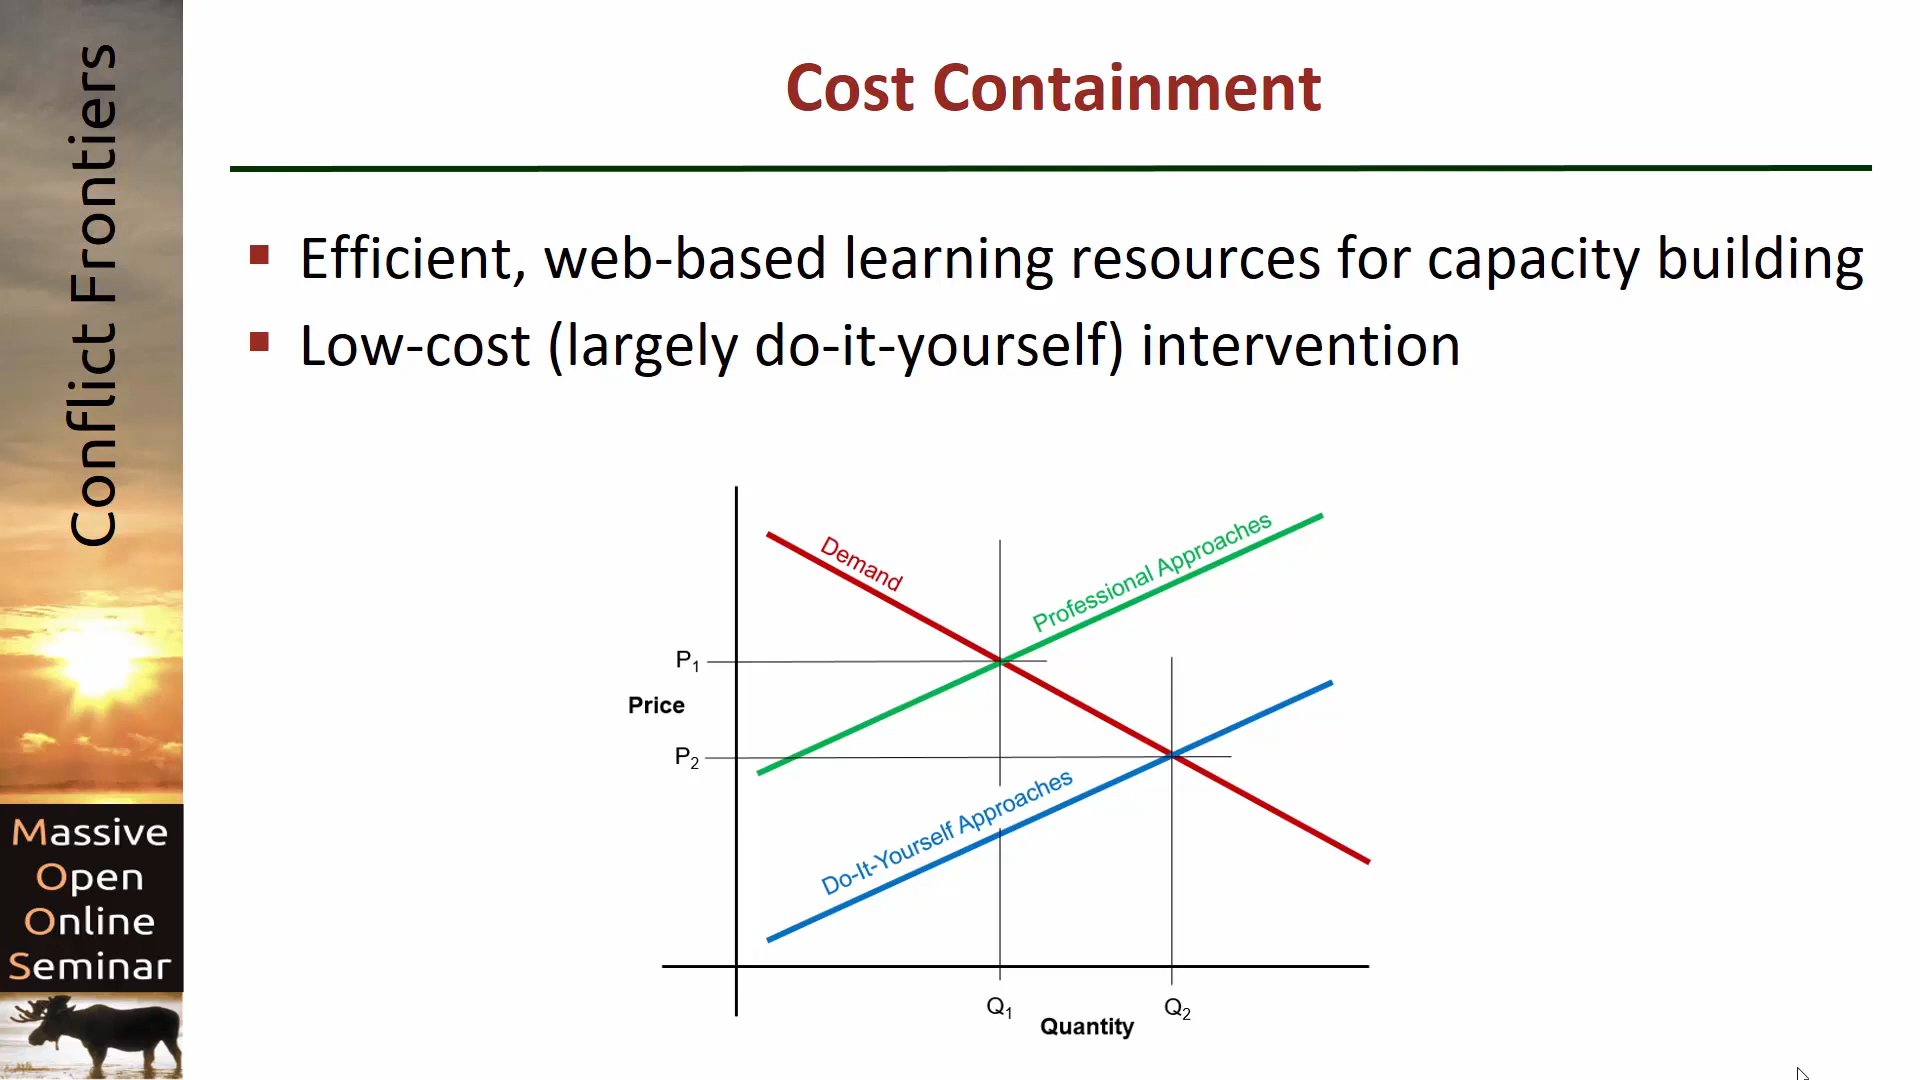 Conflict Frontiers
Massive
Open
Online
Seminar
Cost Containment
Efficient, web-based learning resources for capacity building
Low-cost (largely do-it-yourself) intervention
Demand
Professional Approaches
P₁
Price
P₂
Do-It-Yourself Approaches
Q₁
Q₂
Quantity